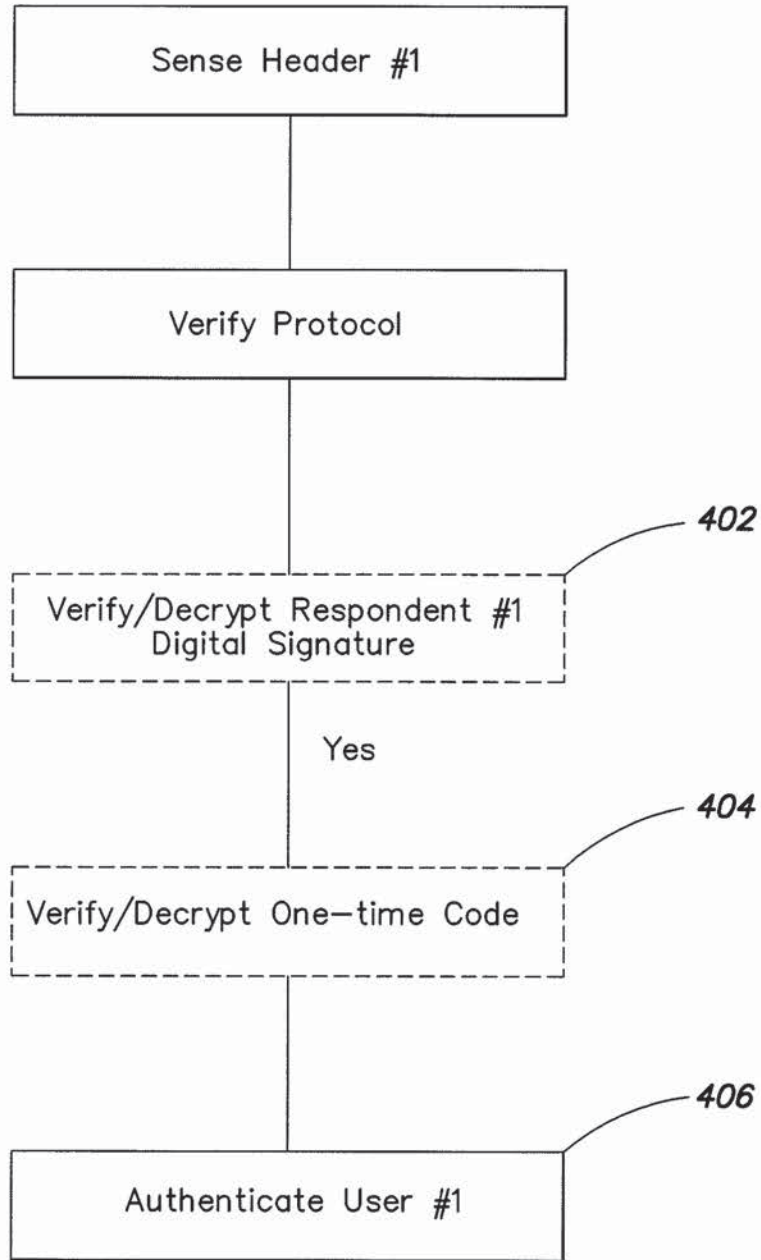 Sense Header #1
Verify Protocol
402
Verify/Decrypt Respondent #1
Digital Signature
Yes
404
Verify/Decrypt One-time Code
406
Authenticate User #1